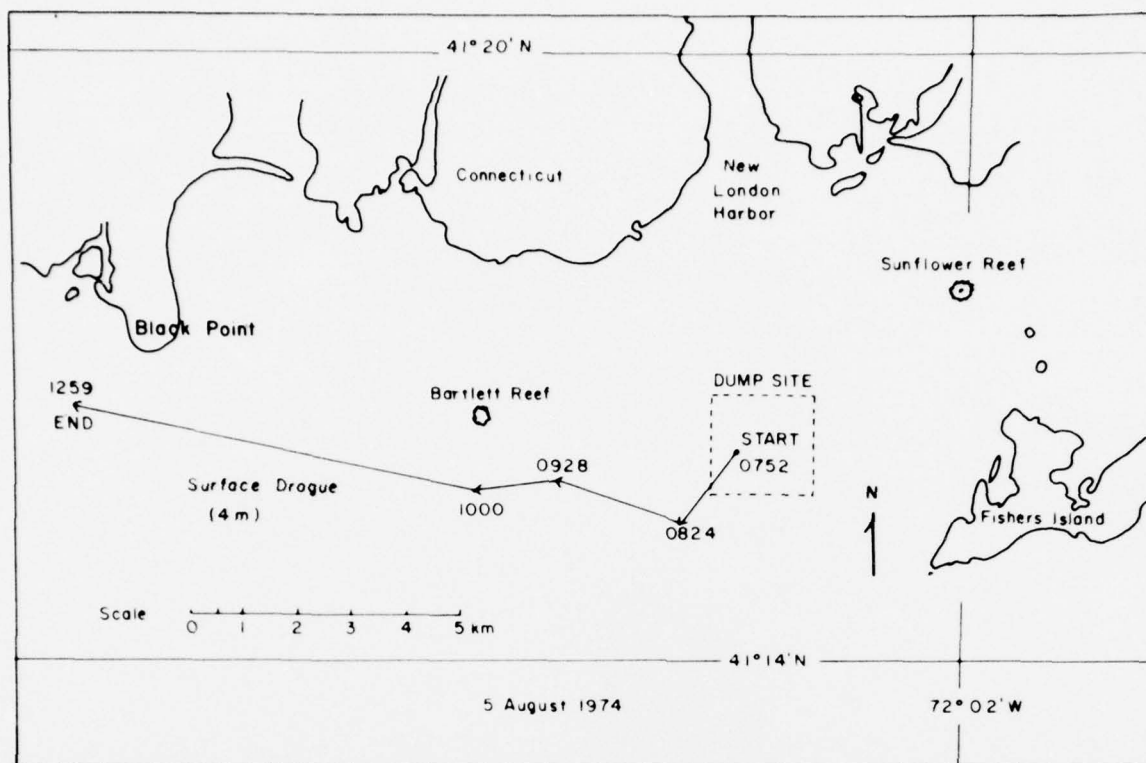 41°20' N
Connecticut
New
London
Harbor
Sunflower Reef
Black Point
1259
END
Bartlett Reef
DUMP SITE
START
0752
0928
1000
0824
Surface Drogue
(4 m)
N
Fishers Island
Scale
0 1 2 3 4 5 km
41°14' N
5 August 1974
72°02' W